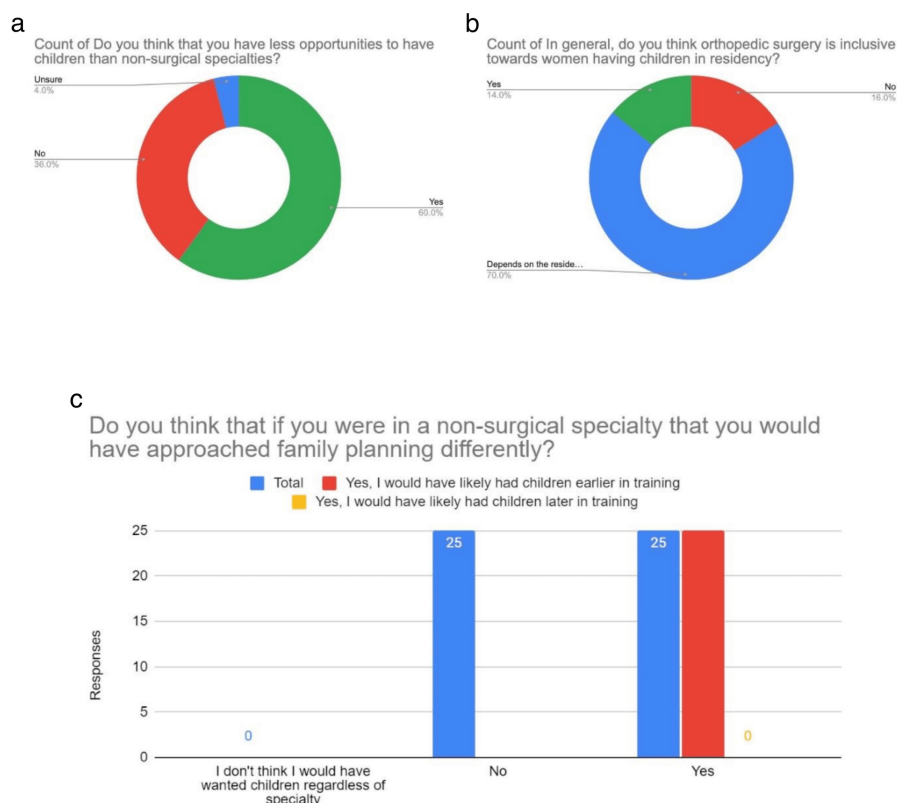 a
Count of Do you think that you have less opportunities to have
children than non-surgical specialties?
Unsure
4.0%
No
36.0%
Yes
60.0%
b
Count of In general, do you think orthopedic surgery is inclusive
towards women having children in residency?
Yes
14.0%
No
16.0%
Depends on the reside...
70.0%
c
Do you think that if you were in a non-surgical specialty that you would
have approached family planning differently?
Total
Yes, I would have likely had children earlier in training
Yes, I would have likely had children later in training
Responses
25
20
15
10
5
0
0
25
25
0
I don't think I would have
wanted children regardless of
specialty
No
Yes